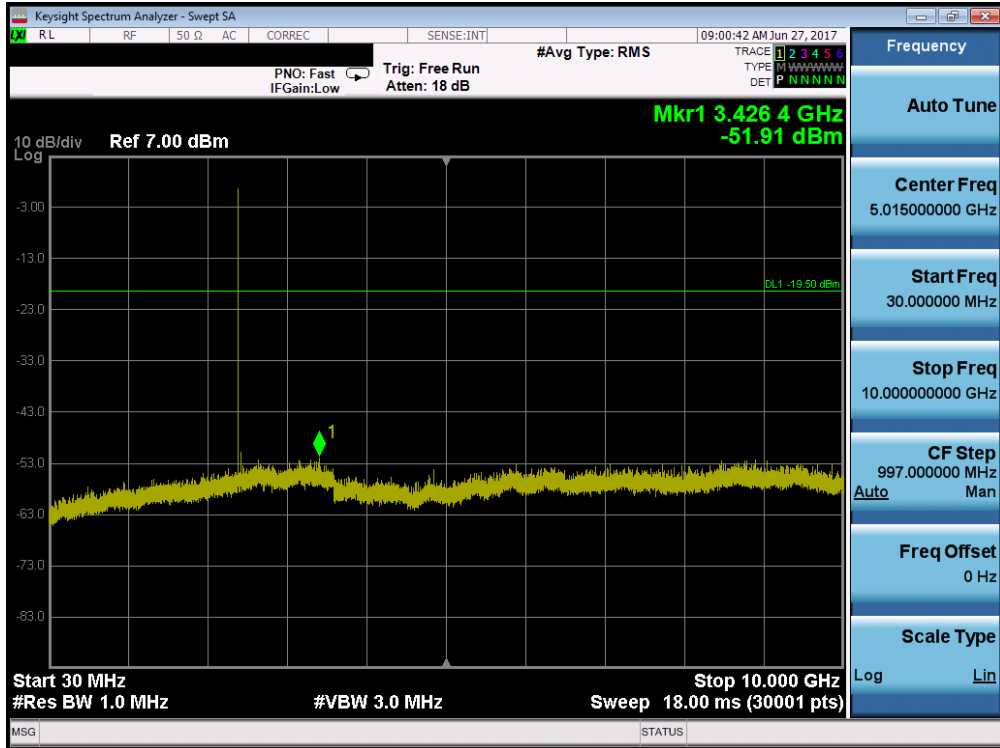 Keysight Spectrum Analyzer - Swept SA
LXI RL RF 50 Ω AC CORREC SENSE:INT 09:00:42 AM Jun 27, 2017
#Avg Type: RMS
TRACE 1 2 3 4 5 6
PNO: Fast Trig: Free Run
TYPE M W W W W W
IFGain:Low Atten: 18 dB
DET P N N N N N
Mkr1 3.426 4 GHz
-51.91 dBm
10 dB/div Ref 7.00 dBm
Log
-3.00
-13.0
DL1 -19.50 dBm
-23.0
-33.0
-43.0
1
-53.0
-63.0
-73.0
-83.0
Start 30 MHz Stop 10.000 GHz
#Res BW 1.0 MHz #VBW 3.0 MHz Sweep 18.00 ms (30001 pts)
MSG STATUS
Frequency
Auto Tune
Center Freq
5.015000000 GHz
Start Freq
30.000000 MHz
Stop Freq
10.000000000 GHz
CF Step
997.000000 MHz
Auto Man
Freq Offset
0 Hz
Scale Type
Log Lin